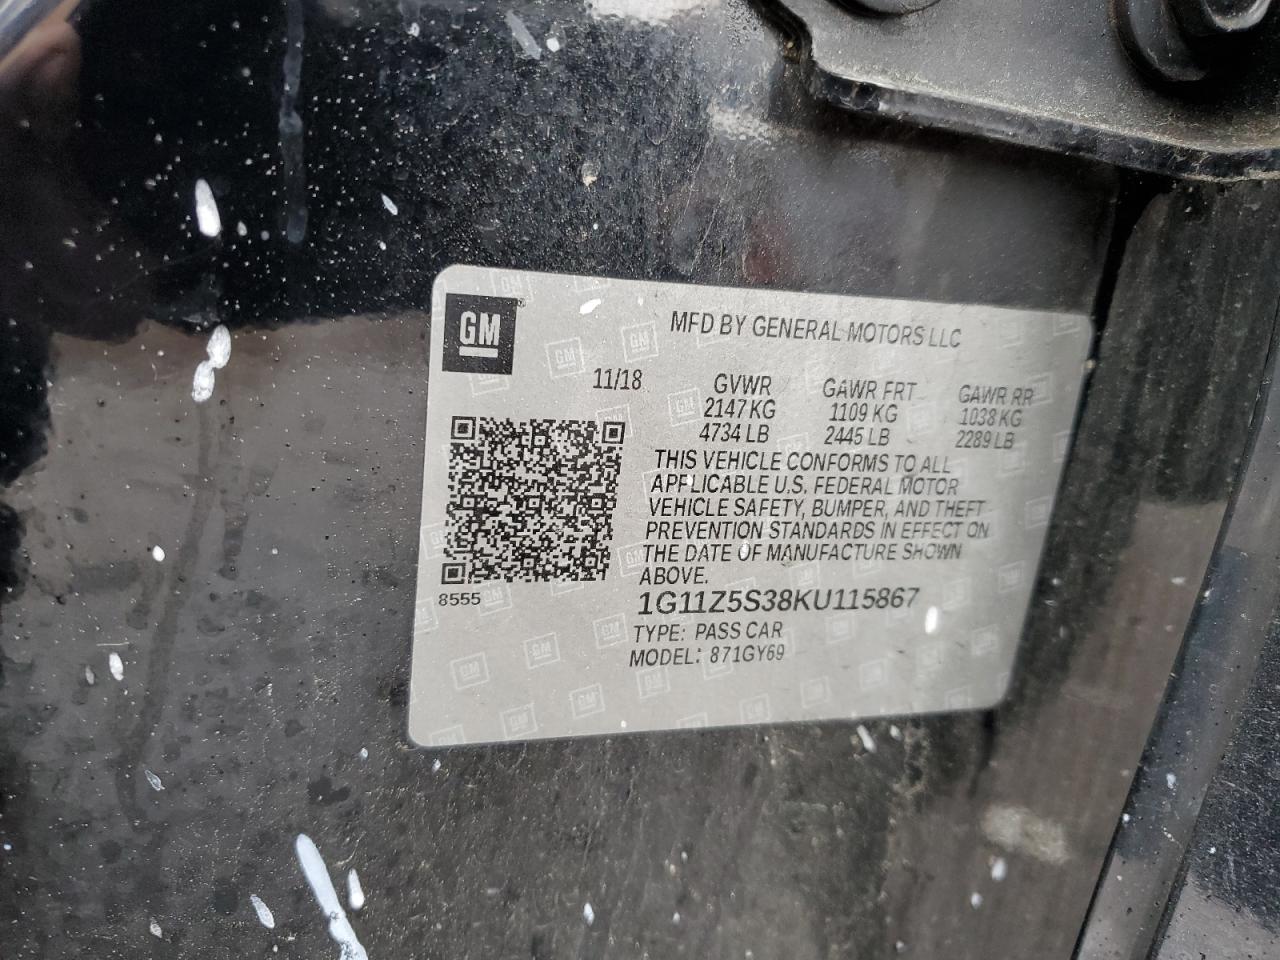 GM
MFD BY GENERAL MOTORS LLC
11/18 GVWR GAWR FRT GAWR RR
2147 KG 1109 KG 1038 KG
4734 LB 2445 LB 2289 LB
THIS VEHICLE CONFORMS TO ALL
APPLICABLE U.S. FEDERAL MOTOR
VEHICLE SAFETY, BUMPER, AND THEFT
PREVENTION STANDARDS IN EFFECT ON
THE DATE OF MANUFACTURE SHOWN
ABOVE.
8555
1G11Z5S38KU115867
TYPE: PASS CAR
MODEL: 871GY69